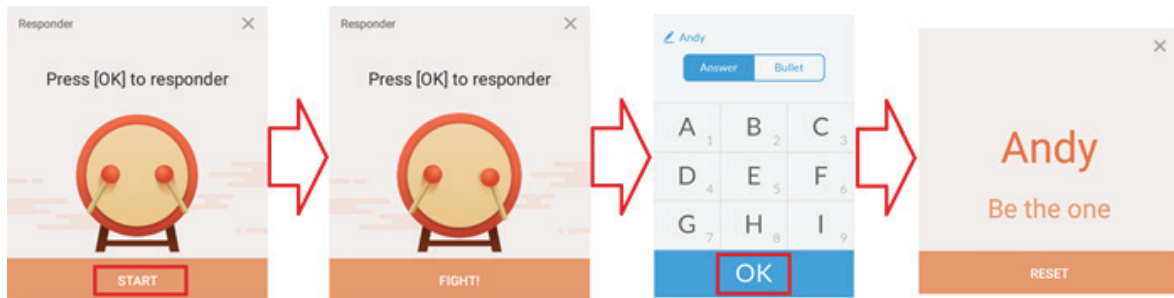 Responder ×
Press [OK] to responder
START
Responder ×
Press [OK] to responder
FIGHT!
Andy
Answer Bullet
A 1 B 2 C 3
D 4 E 5 F 6
G 7 H 8 I 9
OK
×
Andy
Be the one
RESET